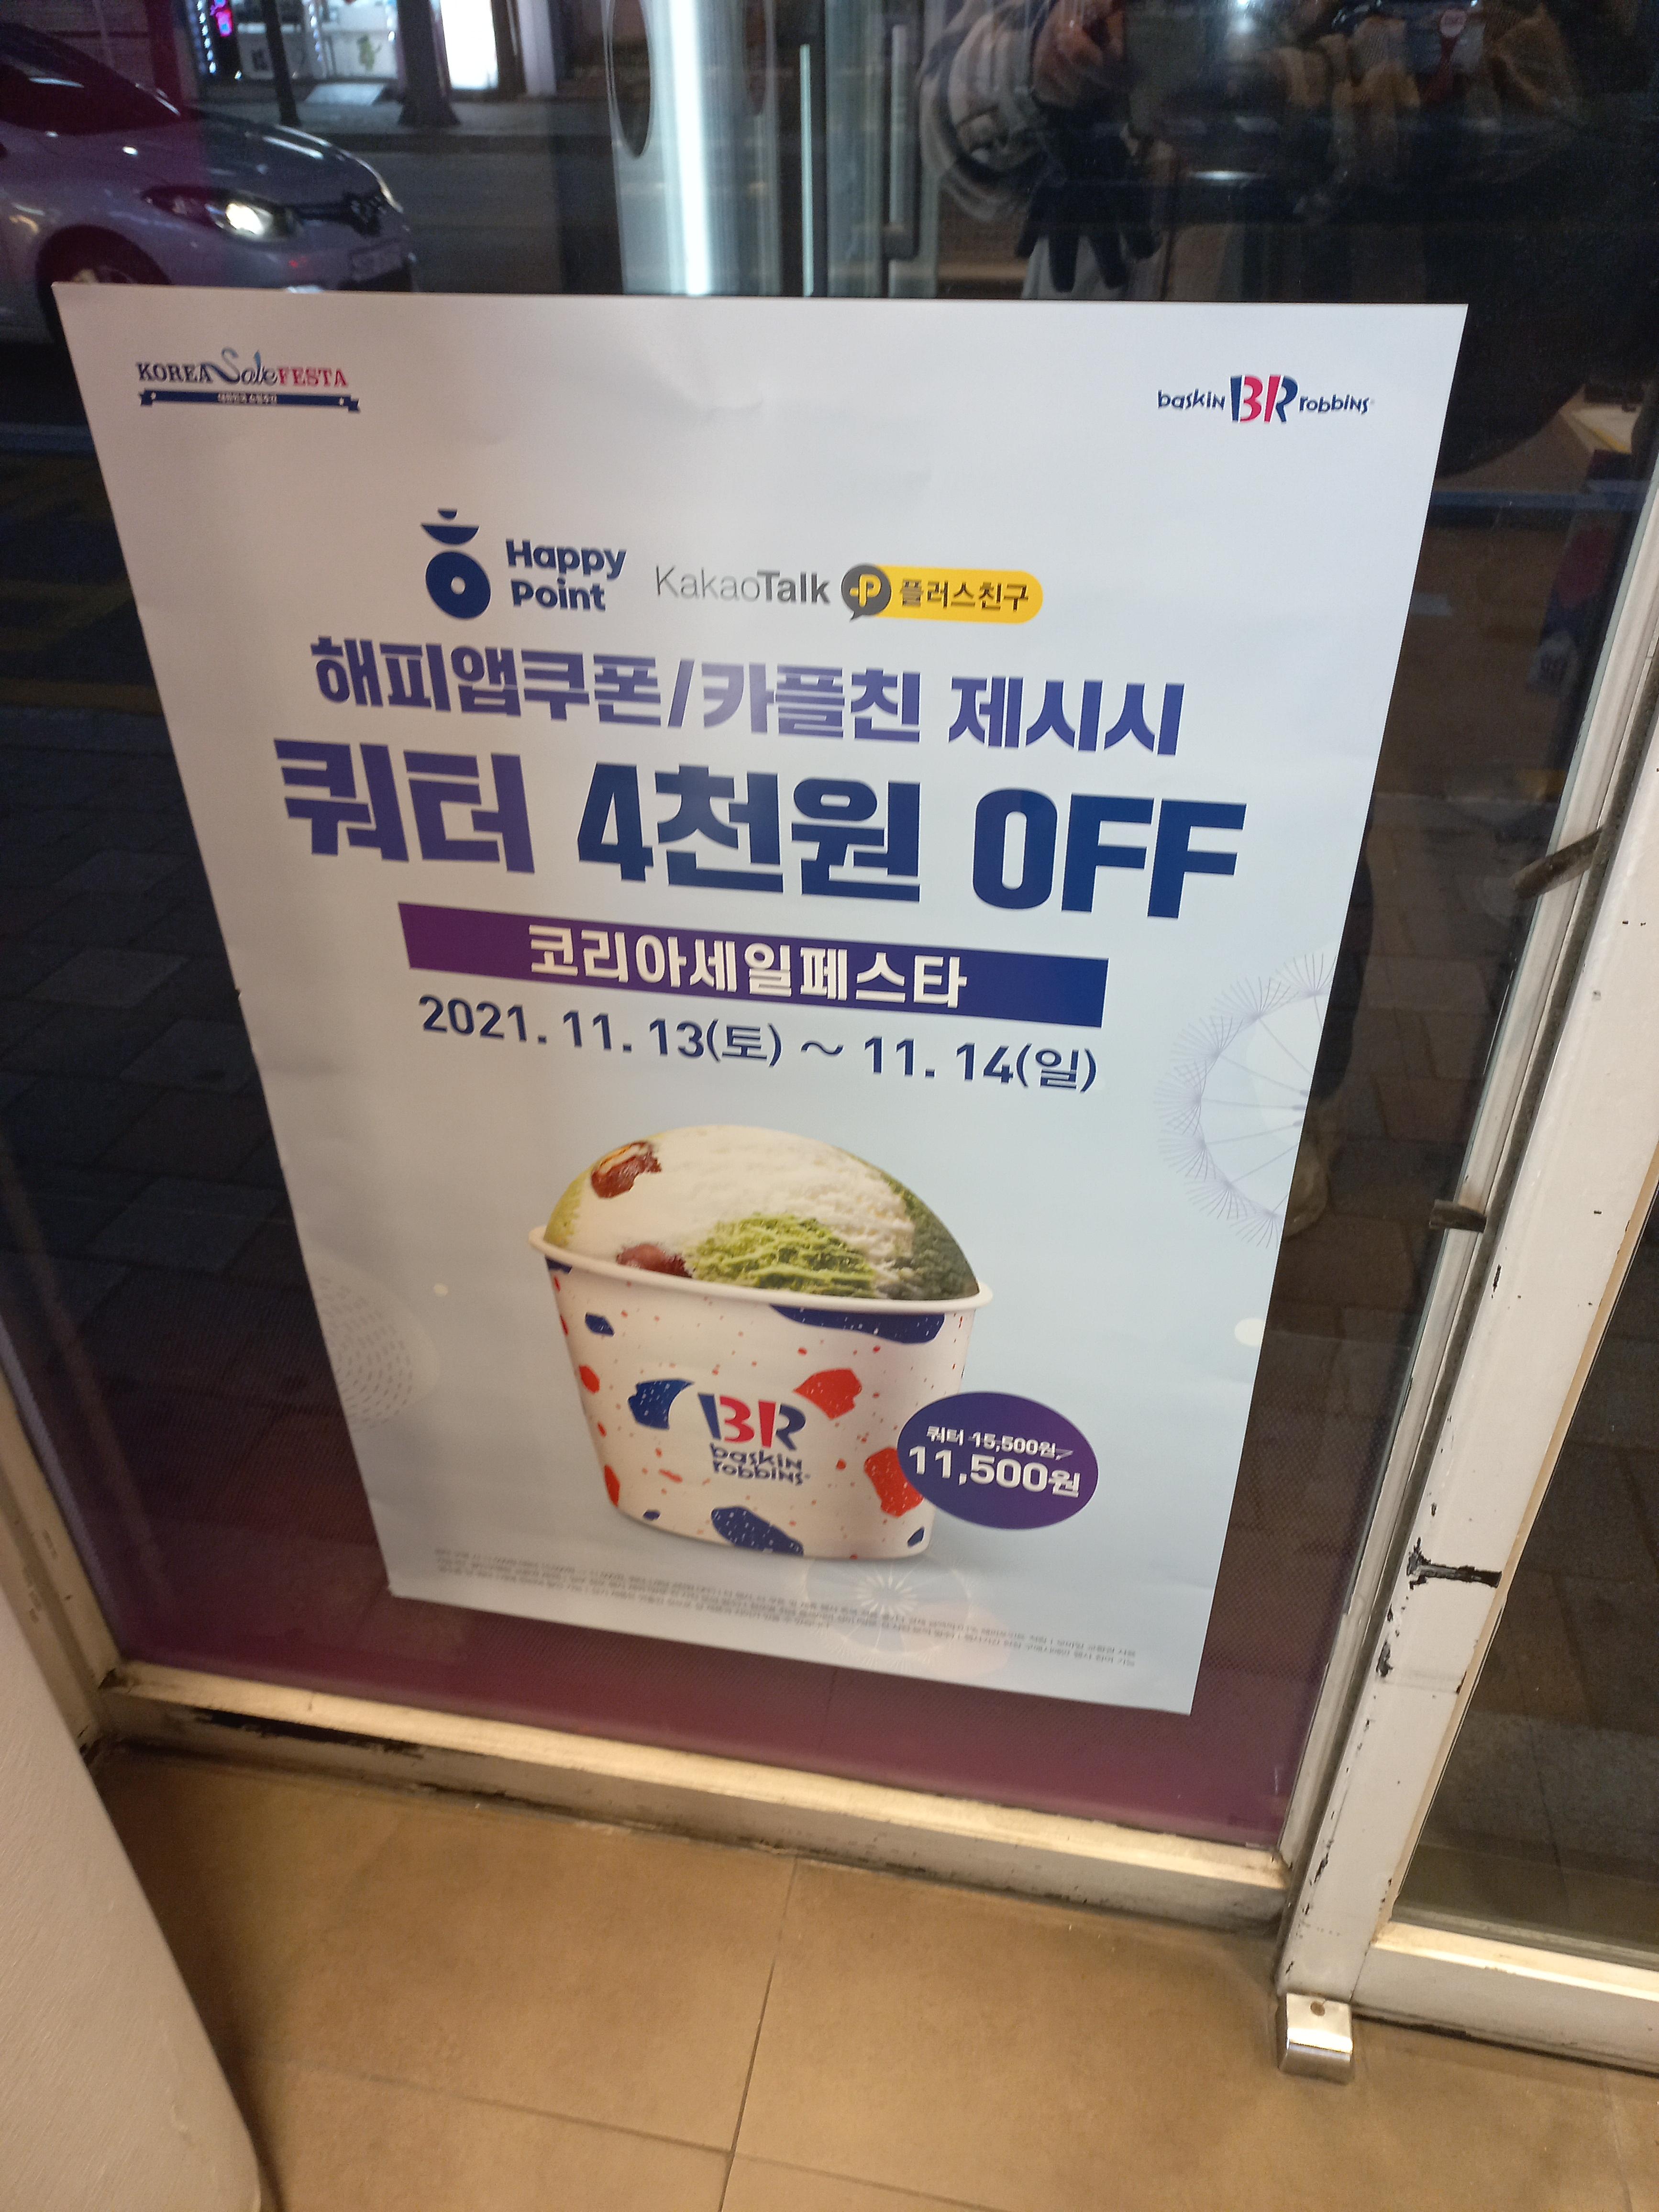 KOREA Sale FESTA
baskin BR robbins
Happy
Point
KakaoTalk P 플러스친구
해피앱쿠폰/카플친 제시시
쿼터 4천원 OFF
코리아세일페스타
2021. 11. 13(토) ~ 11. 14(일)
BR
baskin
robbins
쿼터 15,500원
11,500원